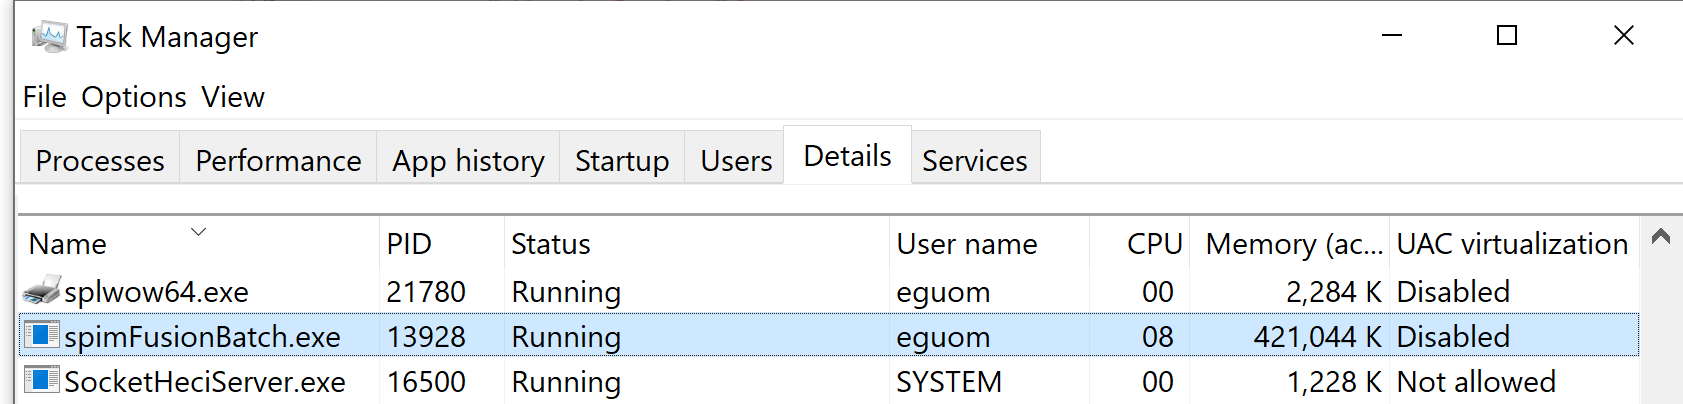 Task Manager
File Options View
Processes Performance App history Startup Users Details Services
Name PID Status User name CPU Memory (ac... UAC virtualization
splwow64.exe 21780 Running eguom 00 2,284 K Disabled
spimFusionBatch.exe 13928 Running eguom 08 421,044 K Disabled
SocketHeciServer.exe 16500 Running SYSTEM 00 1,228 K Not allowed